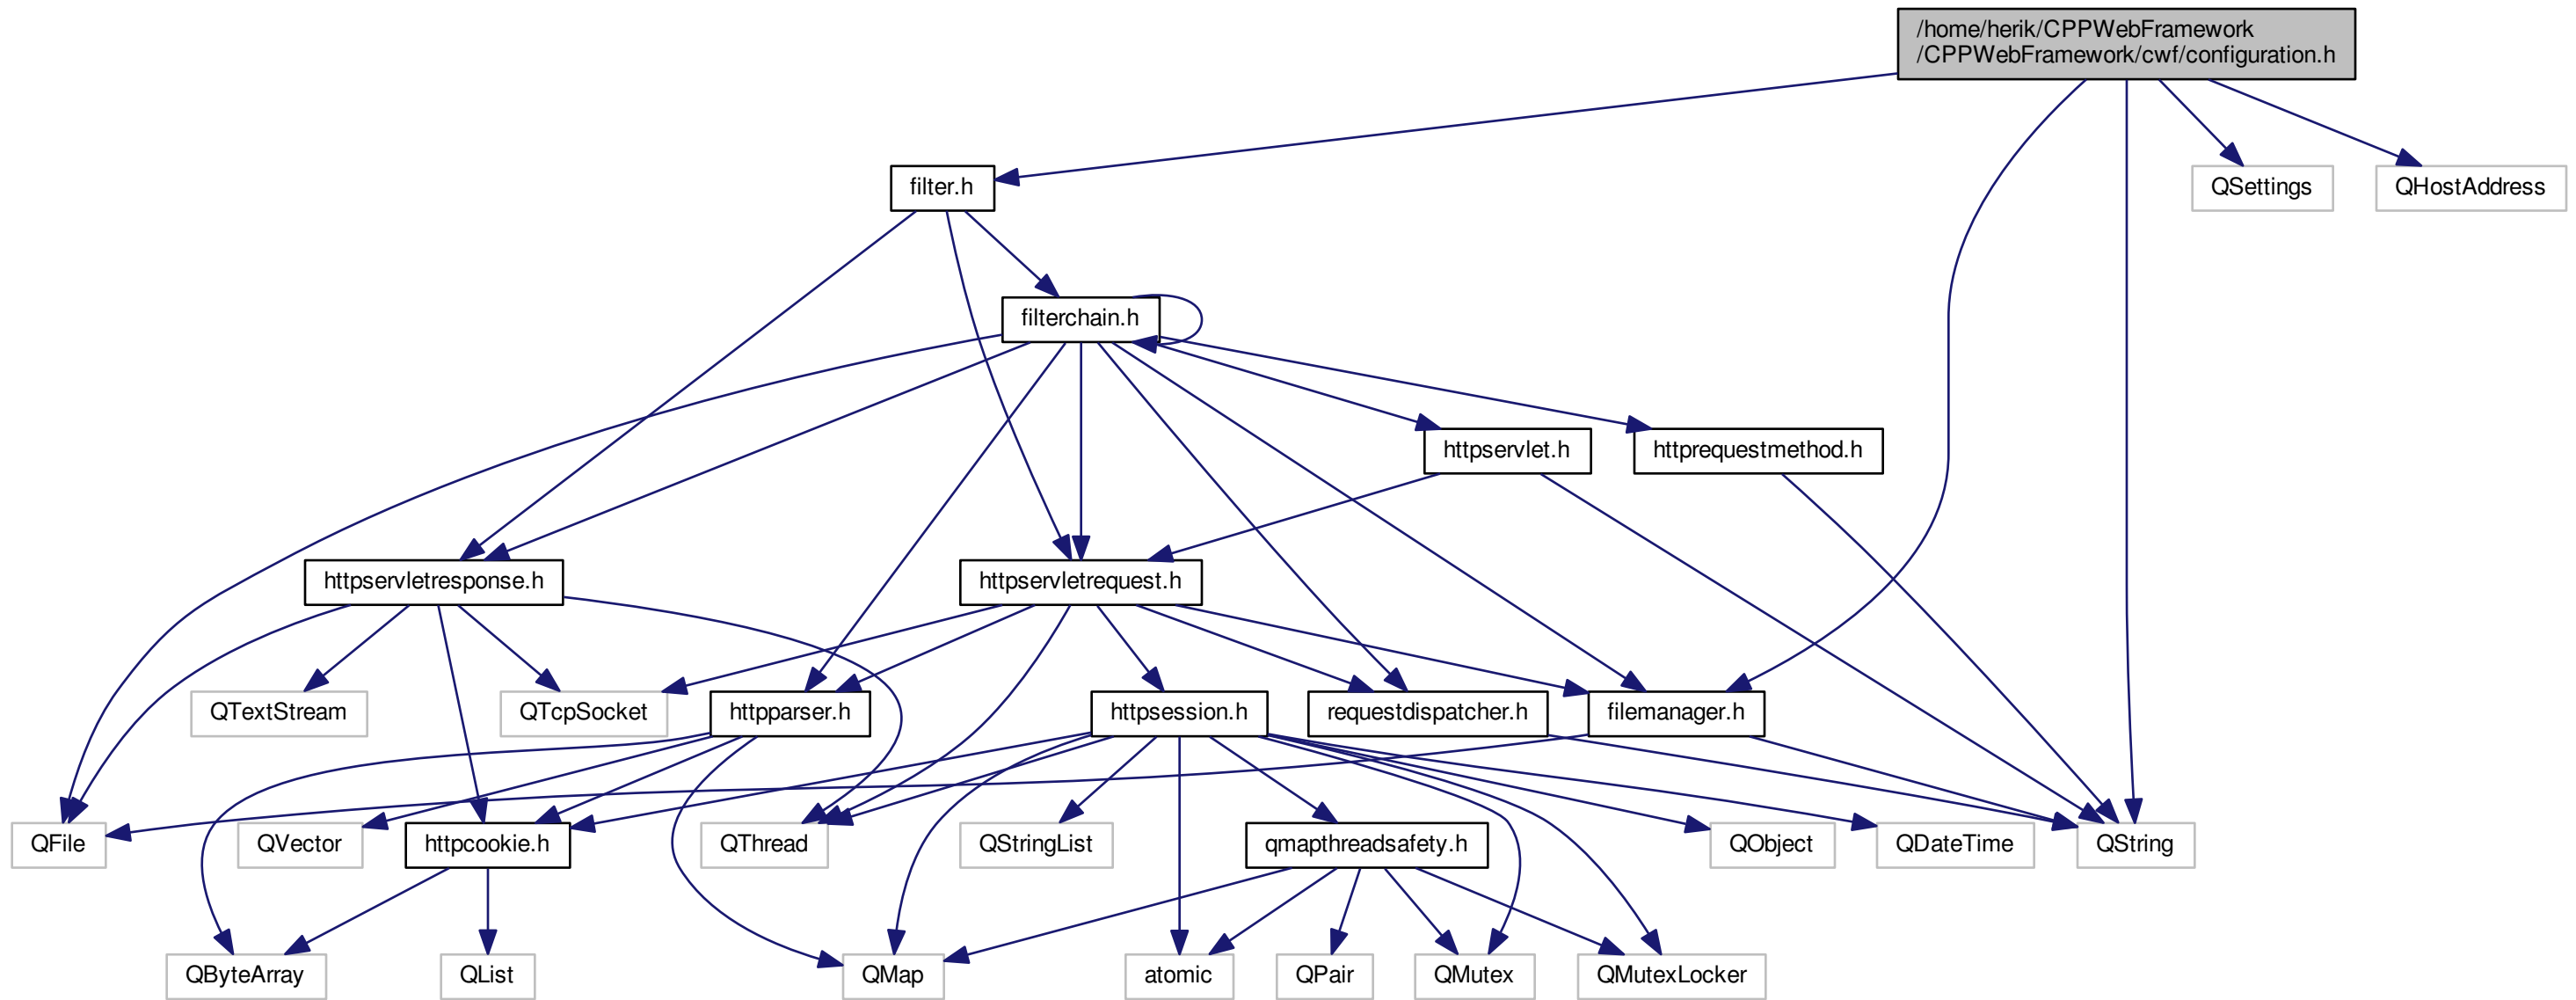 /home/herik/CPPWebFramework
/CPPWebFramework/cwf/configuration.h
filter.h
QSettings
QHostAddress
filterchain.h
httpservlet.h
httprequestmethod.h
httpservletresponse.h
httpservletrequest.h
QTextStream
QTcpSocket
httpparser.h
httpsession.h
requestdispatcher.h
filemanager.h
QFile
QVector
httpcookie.h
QThread
QStringList
qmapthreadsafety.h
QObject
QDateTime
QString
QByteArray
QList
QMap
atomic
QPair
QMutex
QMutexLocker